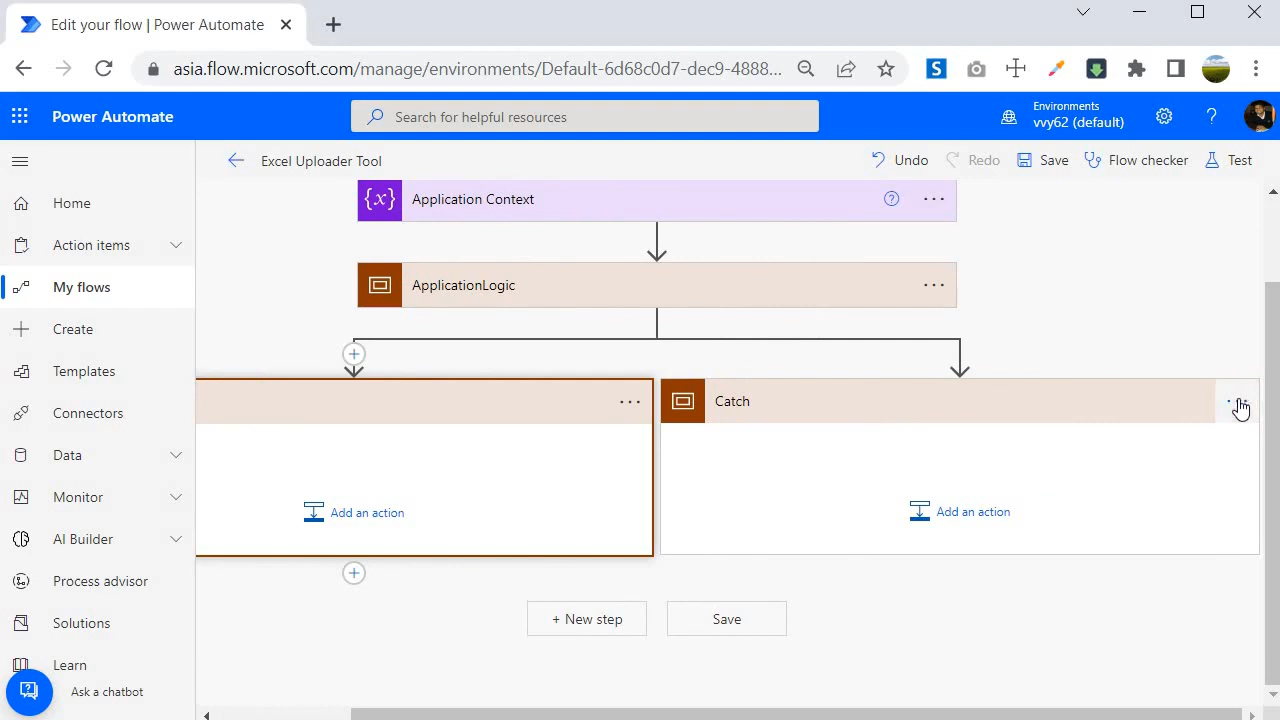 Edit your flow | Power Automate
asia.flow.microsoft.com/manage/environments/Default-6d68c0d7-dec9-4888...
S
Power Automate
Search for helpful resources
Environments
vvy62 (default)
Excel Uploader Tool
Undo
Redo
Save
Flow checker
Test
Home
Action items
My flows
Create
Templates
Connectors
Data
Monitor
AI Builder
Process advisor
Solutions
Learn
Ask a chatbot
{x}
Application Context
ApplicationLogic
Catch
Add an action
Add an action
+ New step
Save